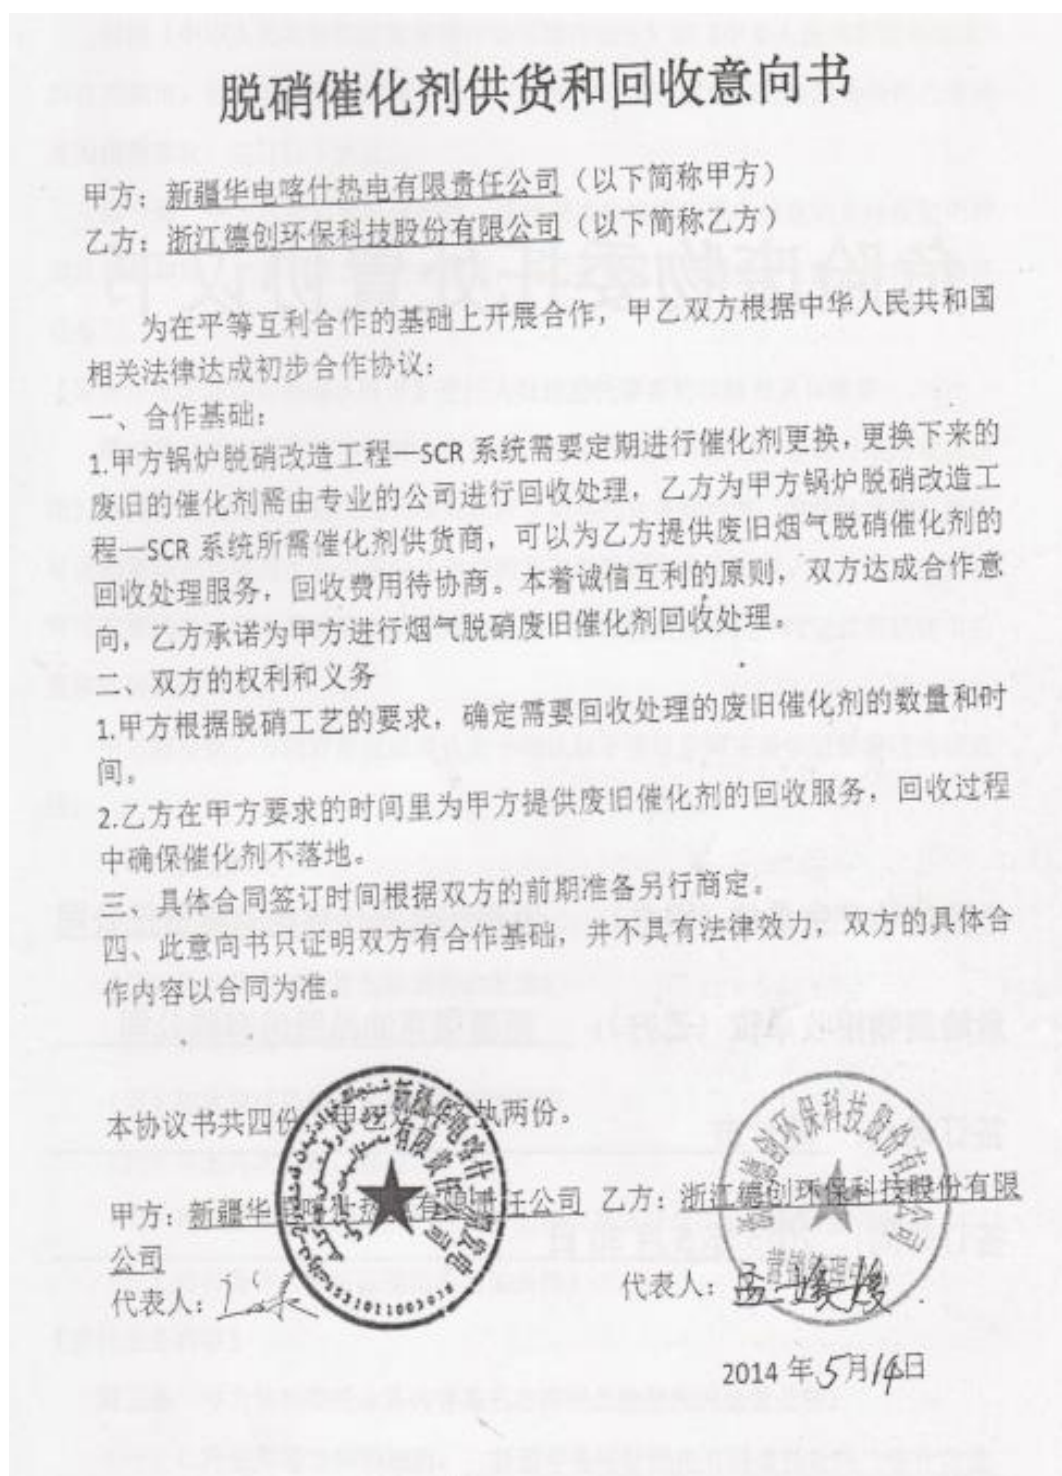 脱硝催化剂供货和回收意向书
甲方：新疆华电喀什热电有限责任公司（以下简称甲方）
乙方：浙江德创环保科技股份有限公司（以下简称乙方）
为在平等互利合作的基础上开展合作，甲乙双方根据中华人民共和国
相关法律达成初步合作协议：
一、合作基础：
1.甲方锅炉脱硝改造工程—SCR 系统需要定期进行催化剂更换，更换下来的
废旧的催化剂需由专业的公司进行回收处理，乙方为甲方锅炉脱硝改造工
程—SCR 系统所需催化剂供货商，可以为乙方提供废旧烟气脱硝催化剂的
回收处理服务，回收费用待协商。本着诚信互利的原则，双方达成合作意
向，乙方承诺为甲方进行烟气脱硝废旧催化剂回收处理。
二、双方的权利和义务
1.甲方根据脱硝工艺的要求，确定需要回收处理的废旧催化剂的数量和时
间。
2.乙方在甲方要求的时间里为甲方提供废旧催化剂的回收服务，回收过程
中确保催化剂不落地。
三、具体合同签订时间根据双方的前期准备另行商定。
四、此意向书只证明双方有合作基础，并不具有法律效力，双方的具体合
作内容以合同为准。
本协议书共四份，甲乙双方各执两份。
甲方：新疆华电喀什热电有限责任公司 乙方：浙江德创环保科技股份有限
公司
代表人： 代表人：
2014 年 5 月 14 日